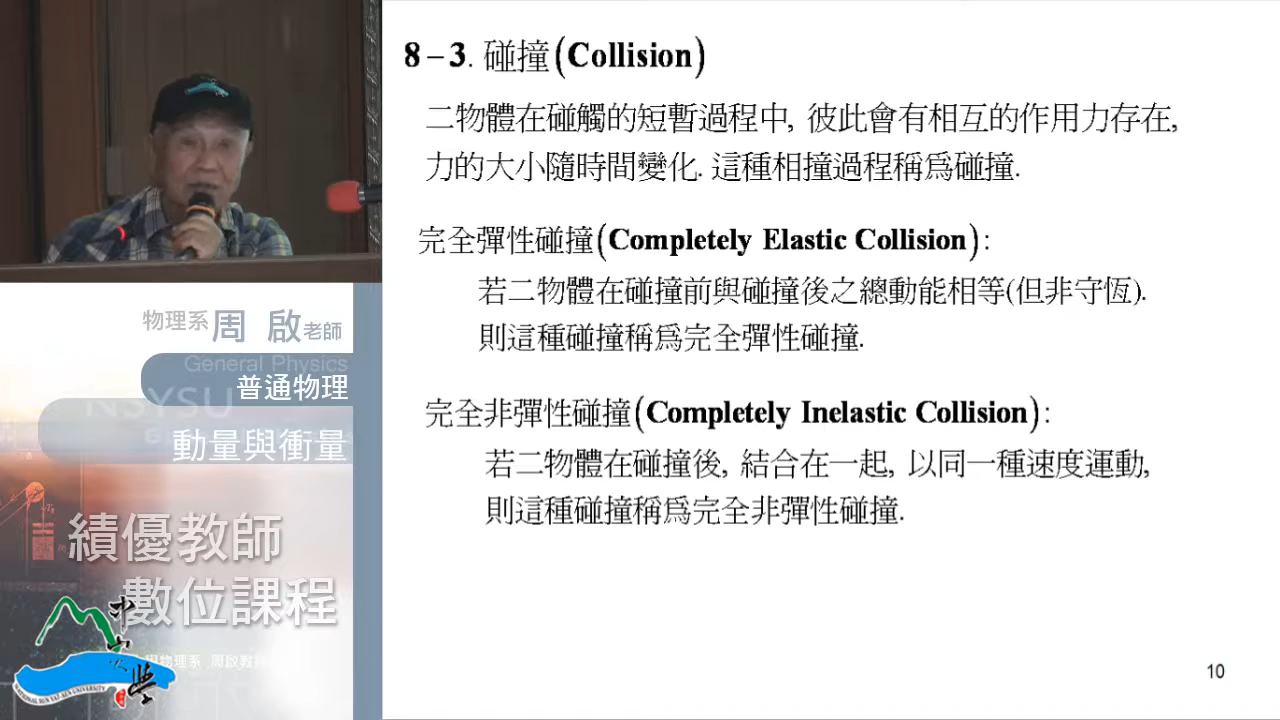 8-3. 碰撞(Collision)
二物體在碰觸的短暫過程中, 彼此會有相互的作用力存在,
力的大小隨時間變化. 這種相撞過程稱為碰撞.
完全彈性碰撞(Completely Elastic Collision):
若二物體在碰撞前與碰撞後之總動能相等(但非守恆).
則這種碰撞稱為完全彈性碰撞.
完全非彈性碰撞(Completely Inelastic Collision):
若二物體在碰撞後, 結合在一起, 以同一種速度運動,
則這種碰撞稱為完全非彈性碰撞.
10
物理系 周 啟 老師
General Physics
普通物理
NSYSU
動量與衝量
績優教師
數位課程
物理系 周啟教
NATIONAL SUN YAT-SEN UNIVERSITY